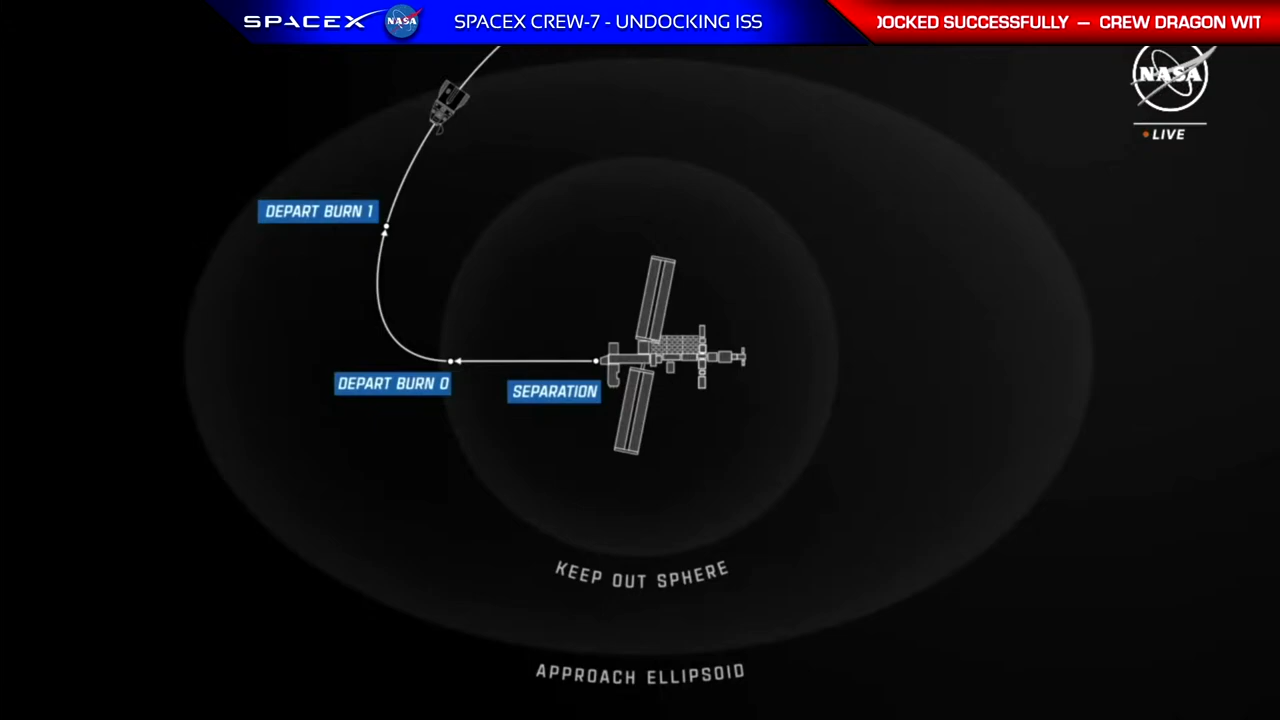 SPACEX
NASA
SPACEX CREW-7 - UNDOCKING ISS
OCKED SUCCESSFULLY — CREW DRAGON WIT
NASA
LIVE
DEPART BURN 1
DEPART BURN 0
SEPARATION
KEEP OUT SPHERE
APPROACH ELLIPSOID